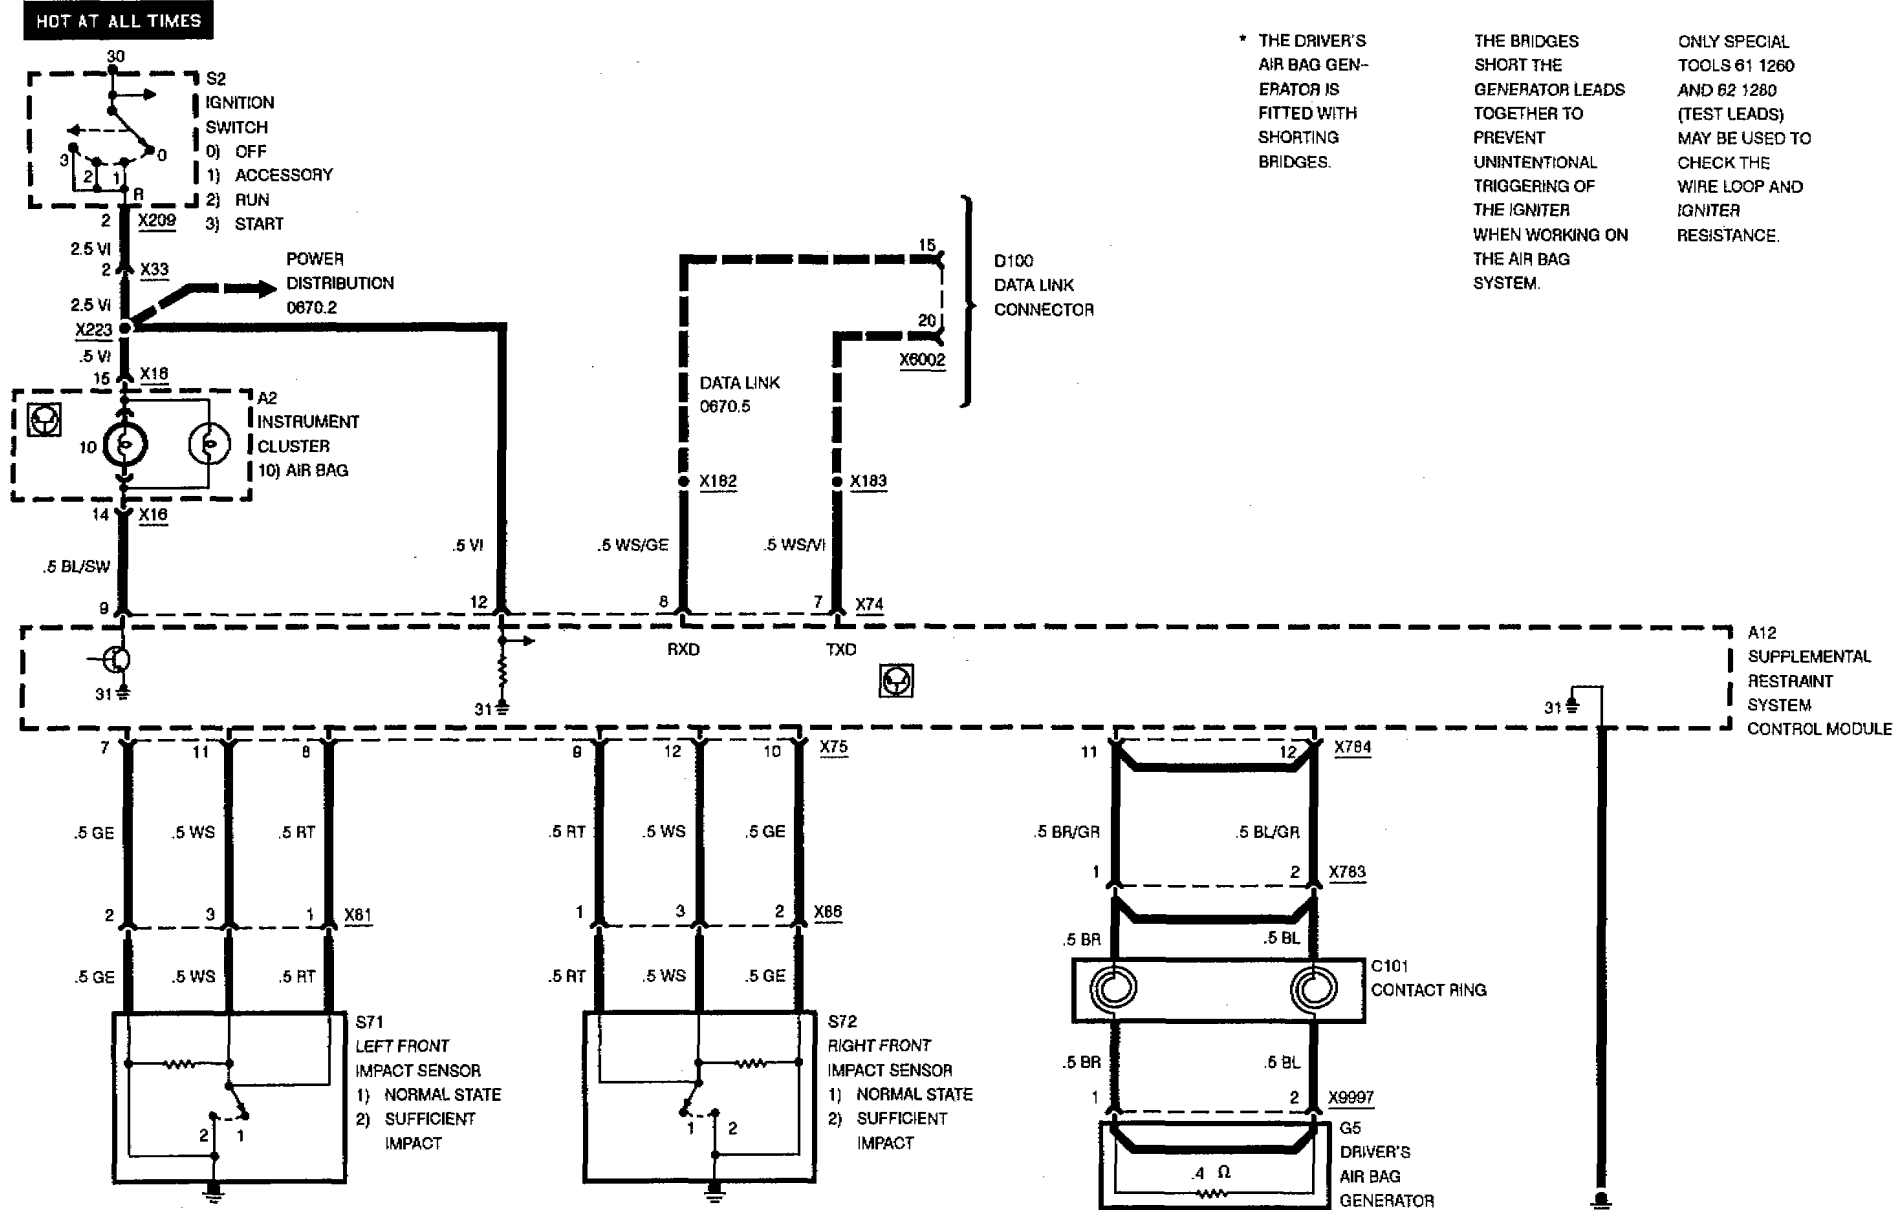 HOT AT ALL TIMES
30
S2
IGNITION
SWITCH
0) OFF
1) ACCESSORY
2) RUN
3) START
3
2
1
0
R
2
X209
2.5 VI
2
X33
2.5 VI
X223
.5 VI
15
X16
POWER
DISTRIBUTION
0670.2
A2
INSTRUMENT
CLUSTER
10) AIR BAG
10
14
X16
.5 BL/SW
9
.5 VI
12
15
20
X6002
D100
DATA LINK
CONNECTOR
DATA LINK
0670.5
X182
X183
.5 WS/GE
.5 WS/VI
8
7
X74
* THE DRIVER'S
AIR BAG GEN-
ERATOR IS
FITTED WITH
SHORTING
BRIDGES.
THE BRIDGES
SHORT THE
GENERATOR LEADS
TOGETHER TO
PREVENT
UNINTENTIONAL
TRIGGERING OF
THE IGNITER
WHEN WORKING ON
THE AIR BAG
SYSTEM.
ONLY SPECIAL
TOOLS 61 1260
AND 62 1280
(TEST LEADS)
MAY BE USED TO
CHECK THE
WIRE LOOP AND
IGNITER
RESISTANCE.
RXD
TXD
31
31
31
A12
SUPPLEMENTAL
RESTRAINT
SYSTEM
CONTROL MODULE
7
11
8
9
12
10
X75
11
12
X784
.5 GE
.5 WS
.5 RT
.5 RT
.5 WS
.5 GE
.5 BR/GR
.5 BL/GR
2
3
1
X81
1
3
2
X86
1
2
X783
.5 GE
.5 WS
.5 RT
.5 RT
.5 WS
.5 GE
.5 BR
.5 BL
C101
CONTACT RING
S71
LEFT FRONT
IMPACT SENSOR
1) NORMAL STATE
2) SUFFICIENT
IMPACT
2
1
S72
RIGHT FRONT
IMPACT SENSOR
1) NORMAL STATE
2) SUFFICIENT
IMPACT
1
2
.5 BR
.5 BL
1
2
X9997
G5
DRIVER'S
AIR BAG
GENERATOR
.4 Ω